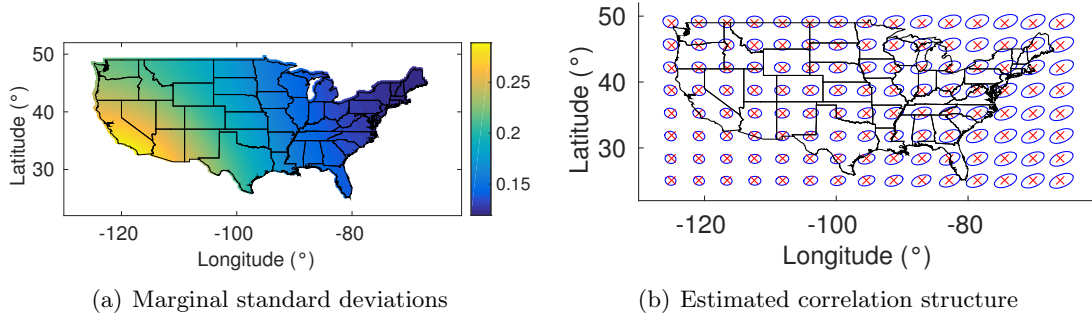 50
40
30
Latitude (°)
-120
-100
-80
Longitude (°)
0.25
0.2
0.15
(a) Marginal standard deviations
50
40
30
Latitude (°)
-120
-100
-80
Longitude (°)
(b) Estimated correlation structure